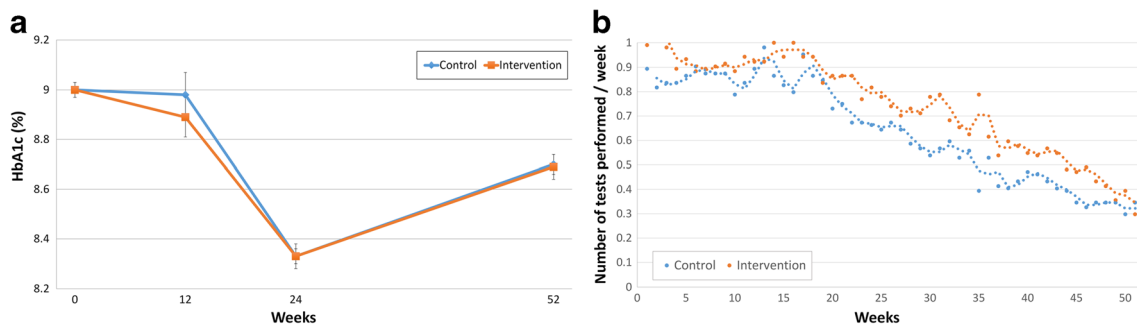 a
9.2
9
8.8
8.6
8.4
8.2
HbA1c (%)
Control Intervention
0 12 24 52
Weeks
b
1
0.9
0.8
0.7
0.6
0.5
0.4
0.3
0.2
0.1
0
Number of tests performed / week
Control Intervention
0 5 10 15 20 25 30 35 40 45 50
Weeks